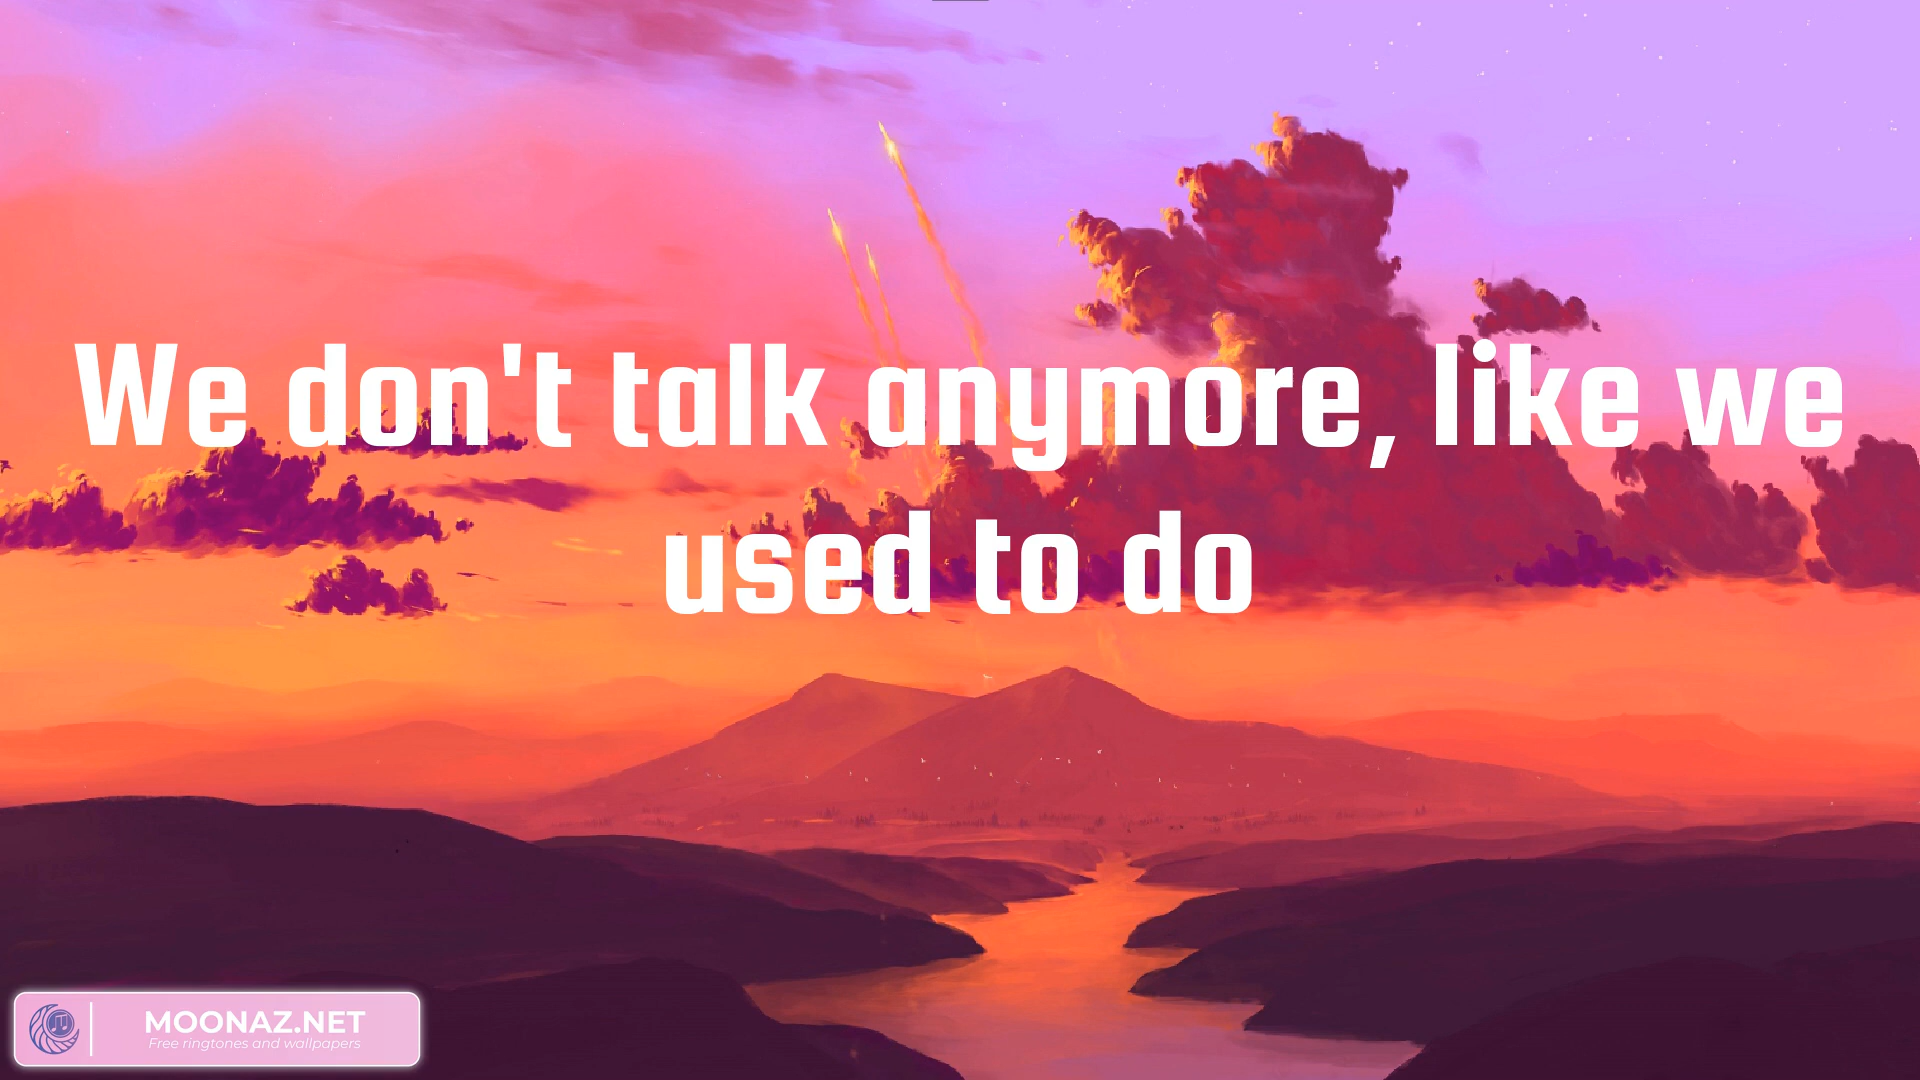 We don't talk anymore, like we
used to do
MOONAZ.NET
Free ringtones and wallpapers